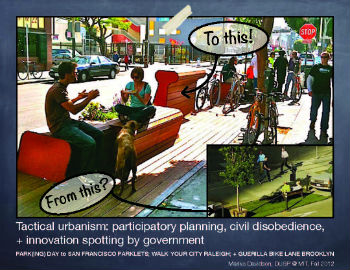 To this!
STOP
From this?
Tactical urbanism: participatory planning, civil disobedience,
+ innovation spotting by government
PARK(ING) DAY to SAN FRANCISCO PARKLETS; WALK YOUR CITY RALEIGH; + GUERILLA BIKE LANE BROOKLYN
Mariko Davidson, DUSP @ MIT, Fall 2012